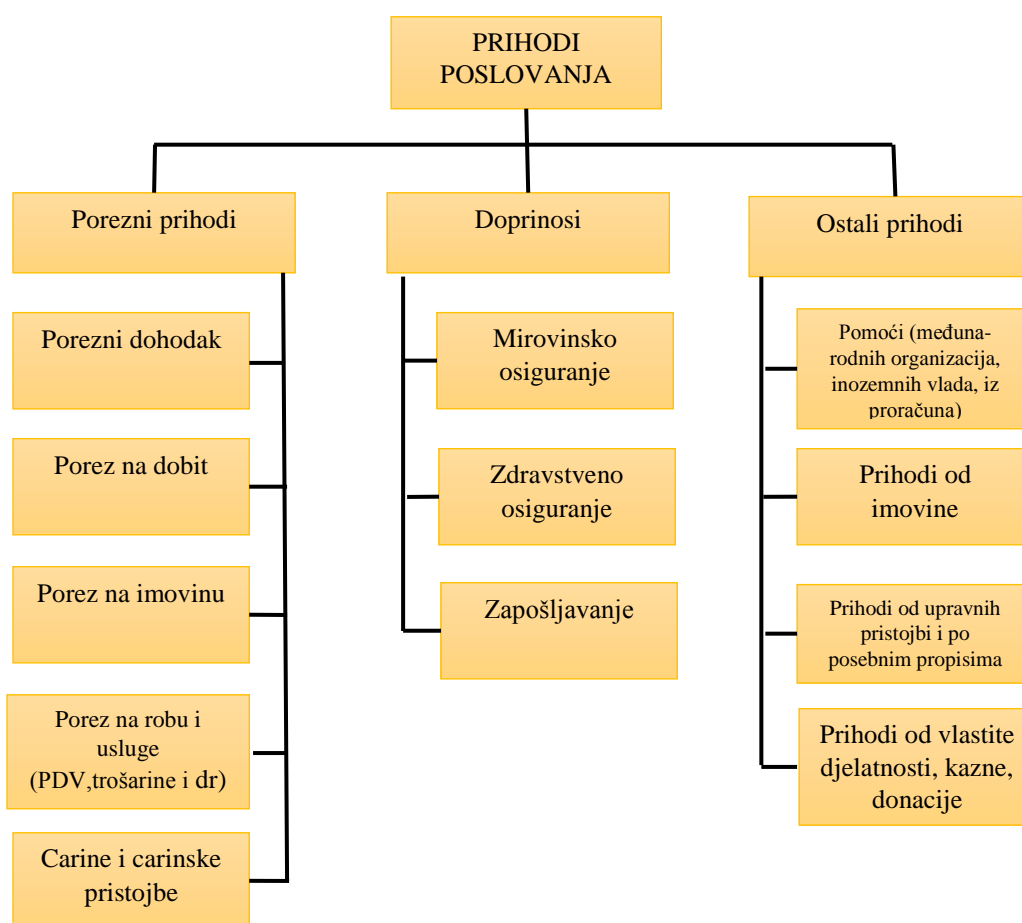 PRIHODI
POSLOVANJA
Porezni prihodi
Doprinosi
Ostali prihodi
Porezni dohodak
Porez na dobit
Porez na imovinu
Porez na robu i
usluge
(PDV,trošarine i dr)
Carine i carinske
pristojbe
Mirovinsko
osiguranje
Zdravstveno
osiguranje
Zapošljavanje
Pomoći (međuna-
rodnih organizacija,
inozemnih vlada, iz
proračuna)
Prihodi od
imovine
Prihodi od upravnih
pristojbi i po
posebnim propisima
Prihodi od vlastite
djelatnosti, kazne,
donacije